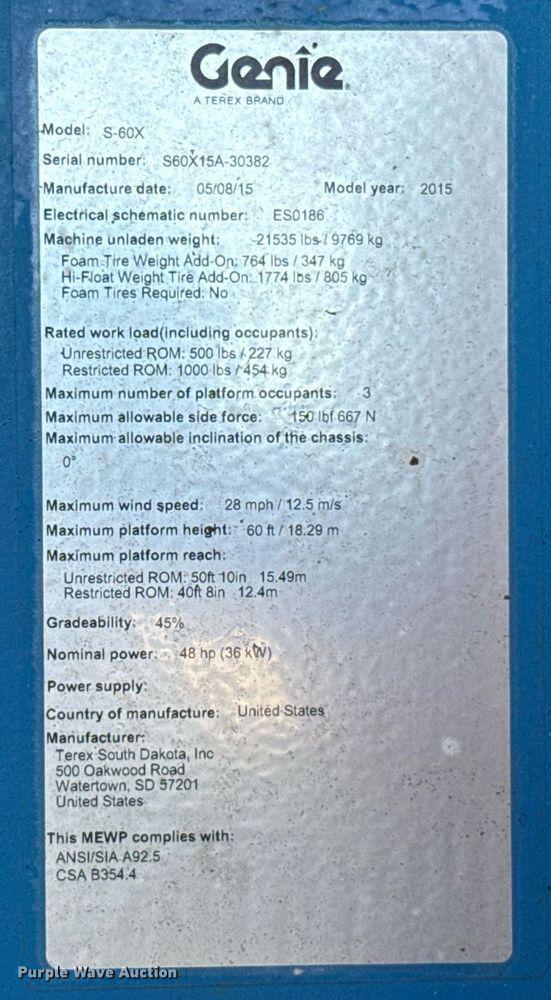 Genie
A TEREX BRAND
Model: S-60X
Serial number: S60X15A-30382
Manufacture date: 05/08/15 Model year: 2015
Electrical schematic number: ES0186
Machine unladen weight: 21535 lbs / 9769 kg
Foam Tire Weight Add-On: 764 lbs / 347 kg
Hi-Float Weight Tire Add-On: 1774 lbs / 805 kg
Foam Tires Required: No
Rated work load(including occupants):
Unrestricted ROM: 500 lbs / 227 kg
Restricted ROM: 1000 lbs / 454 kg
Maximum number of platform occupants: 3
Maximum allowable side force: 150 lbf 667 N
Maximum allowable inclination of the chassis:
0°
Maximum wind speed: 28 mph / 12.5 m/s
Maximum platform height: 60 ft / 18.29 m
Maximum platform reach:
Unrestricted ROM: 50ft 10in 15.49m
Restricted ROM: 40ft 8in 12.4m
Gradeability: 45%
Nominal power: 48 hp (36 kW)
Power supply:
Country of manufacture: United States
Manufacturer:
Terex South Dakota, Inc
500 Oakwood Road
Watertown, SD 57201
United States
This MEWP complies with:
ANSI/SIA A92.5
CSA B354.4
Purple Wave Auction